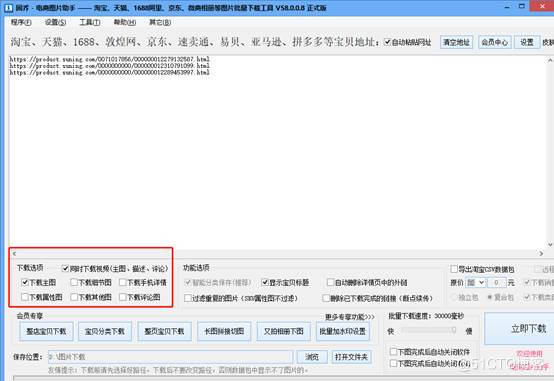 固乔 - 电商图片助手 —— 淘宝、天猫、1688阿里、京东、微商相册等图片批量下载工具 V58.0.0.8 正式版
程序(F) 设置(S) 工具(T) 帮助(H) 其它(B)
淘宝、天猫、1688、敦煌网、京东、速卖通、易贝、亚马逊、拼多多等宝贝地址: 自动粘贴网址 清空地址 会员中心 设置 皮肤
https://product.suning.com/0071017856/000000012279132587.html
https://product.suning.com/0000000000/000000012310791099.html
https://product.suning.com/0000000000/000000012289453997.html
下载选项 同时下载视频(主图、描述、评论) 功能选项 导出淘宝CSV数据包
下载主图 下载细节图 下载手机详情 智能分类保存(推荐) 显示宝贝标题 自动删除详情页中的外链 原价 0 元
下载属性图 下载其他图 下载评论图 过滤重复的图片(SKU属性图不过滤) 删除已下载完成的链接(断点续传) 独立包 复合包
会员专享 更多专享功能>>> 批量下载速度: 30000毫秒
整店宝贝下载 宝贝分类下载 整页宝贝下载 长图拼接切图 又拍相册下图 批量加水印设置 快 慢 立即下载
下图完成后自动关闭软件
保存位置: D:\图片下载 浏览 打开文件夹 下图完成后自动关闭 欢迎使用
友情提示: 下载前请先选好路径，下载后不要改变路径，否则数据包中显示不了图片的。
@51CTO博客